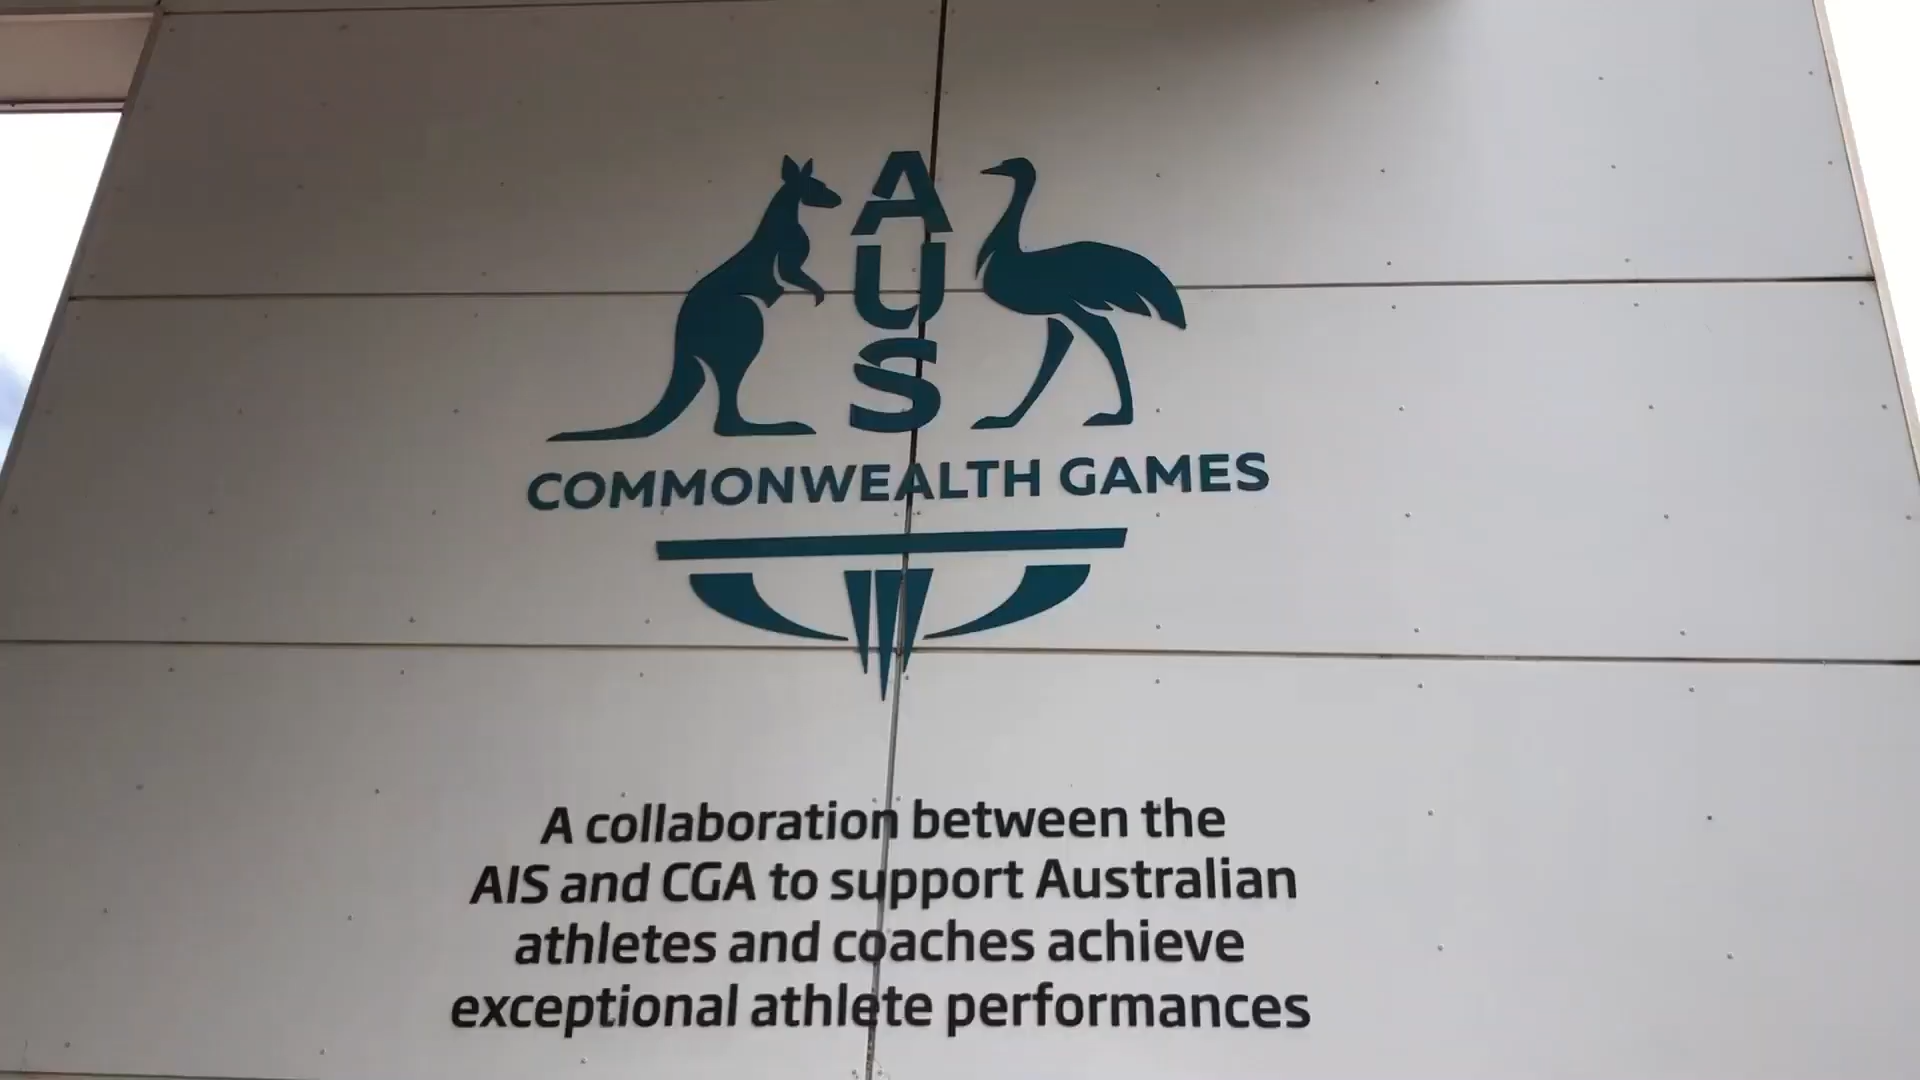 AUS
COMMONWEALTH GAMES
A collaboration between the
AIS and CGA to support Australian
athletes and coaches achieve
exceptional athlete performances